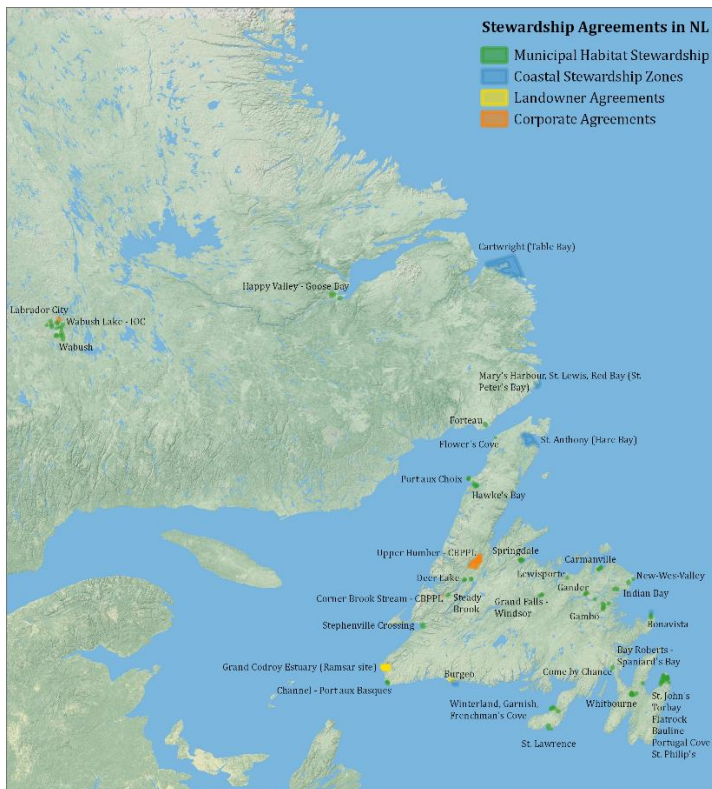 Stewardship Agreements in NL
Municipal Habitat Stewardship
Coastal Stewardship Zones
Landowner Agreements
Corporate Agreements
Cartwright (Table Bay)
Happy Valley - Goose Bay
Labrador City
Wabush Lake - IOC
Wabush
Mary's Harbour, St. Lewis, Red Bay (St.
Peter's Bay)
Forteau
Flower's Cove
St. Anthony (Hare Bay)
Port aux Choix
Hawke's Bay
Upper Humber - CBPPL
Springdale
Carmanville
Lewisporte
New-Wes-Valley
Deer Lake
Gander
Indian Bay
Corner Brook Stream - CBPPL
Steady
Brook
Grand Falls -
Windsor
Gambo
Stephenville Crossing
Bonavista
Bay Roberts -
Spaniard's Bay
Grand Codroy Estuary (Ramsar site)
Burgeo
Come by Chance
Channel - Port aux Basques
Winterland, Garnish,
Frenchman's Cove
Whitbourne
St. John's
Torbay
Flatrock
Bauline
Portugal Cove
St. Philip's
St. Lawrence